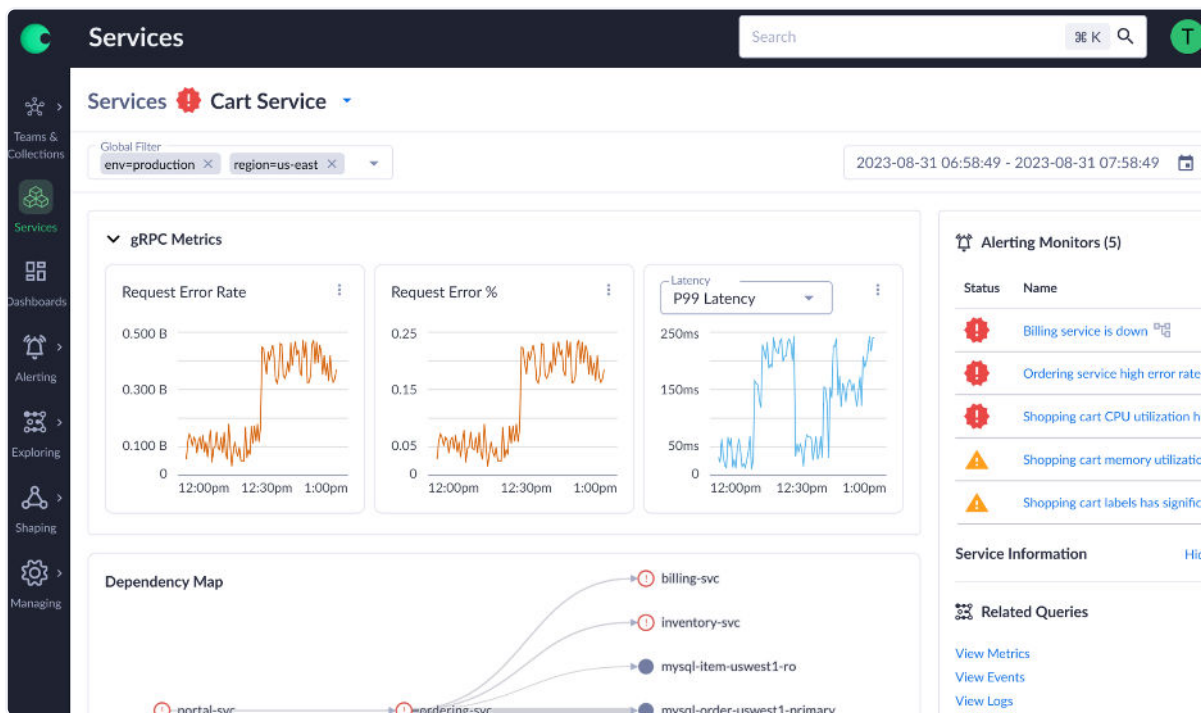 Services
Search
⌘ K
T
Services Cart Service
Global Filter
env=production
region=us-east
2023-08-31 06:58:49 - 2023-08-31 07:58:49
Teams &
Collections
Services
Dashboards
Alerting
Exploring
Shaping
Managing
gRPC Metrics
Request Error Rate
0.500 B
0.300 B
0.100 B
0
12:00pm 12:30pm 1:00pm
Request Error %
0.25
0.15
0.05
0
12:00pm 12:30pm 1:00pm
Latency
P99 Latency
250ms
150ms
50ms
0
12:00pm 12:30pm 1:00pm
Dependency Map
billing-svc
inventory-svc
mysql-item-uswest1-ro
portal-svc
ordering-svc
mysql-order-uswest1-primary
Alerting Monitors (5)
Status Name
Billing service is down
Ordering service high error rate
Shopping cart CPU utilization h
Shopping cart memory utilizatio
Shopping cart labels has signific
Service Information
Hid
Related Queries
View Metrics
View Events
View Logs